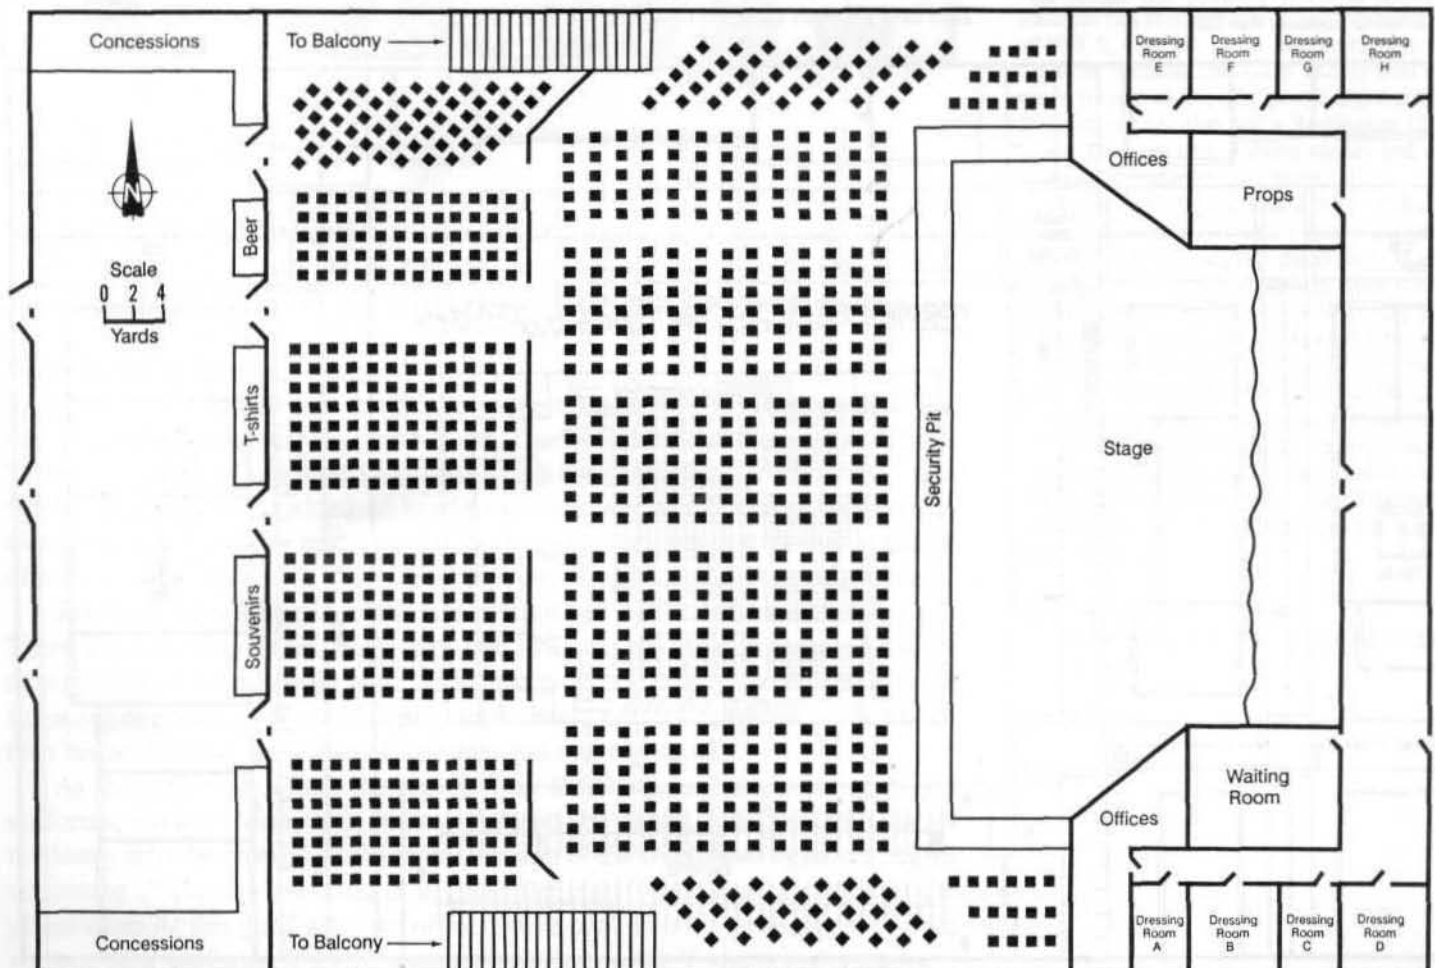 Concessions
To Balcony
Dressing
Room
E
Dressing
Room
F
Dressing
Room
G
Dressing
Room
H
Offices
Props
N
Scale
0 2 4
Yards
Beer
T-shirts
Souvenirs
Security Pit
Stage
Waiting
Room
Offices
Concessions
To Balcony
Dressing
Room
A
Dressing
Room
B
Dressing
Room
C
Dressing
Room
D